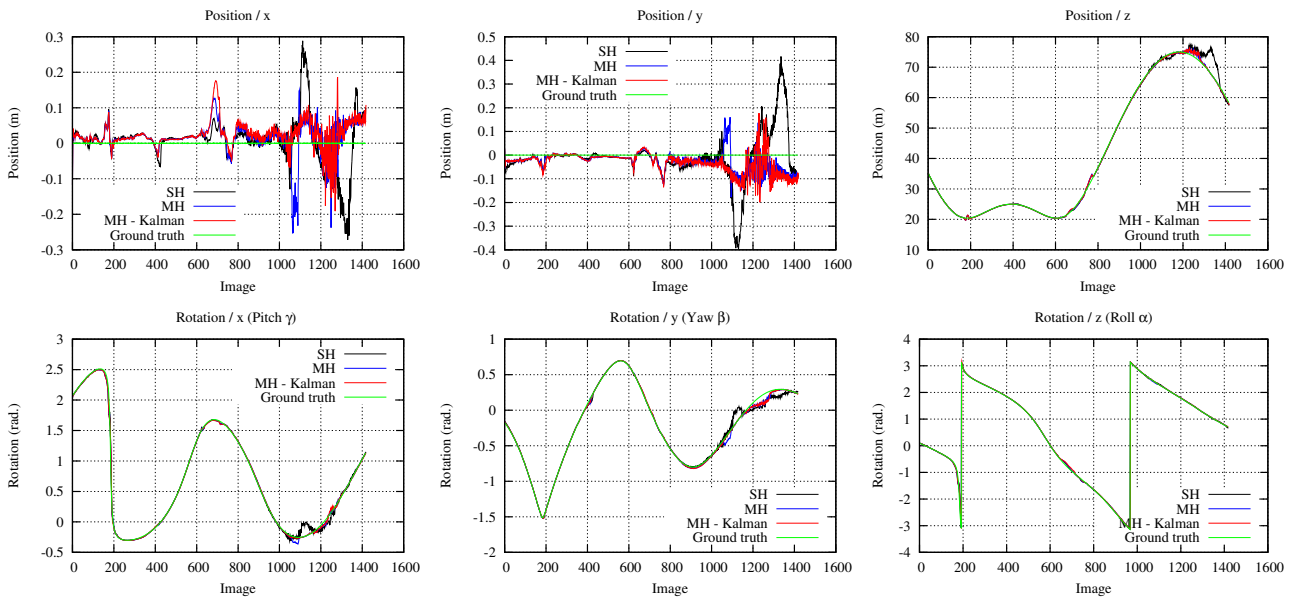 Position / x
Position (m)
0.3
0.2
0.1
0
-0.1
-0.2
-0.3
SH
MH
MH - Kalman
Ground truth
0 200 400 600 800 1000 1200 1400 1600
Image
Position / y
Position (m)
0.5
0.4
0.3
0.2
0.1
0
-0.1
-0.2
-0.3
-0.4
SH
MH
MH - Kalman
Ground truth
0 200 400 600 800 1000 1200 1400 1600
Image
Position / z
Position (m)
80
70
60
50
40
30
20
10
SH
MH
MH - Kalman
Ground truth
0 200 400 600 800 1000 1200 1400 1600
Image
Rotation / x (Pitch γ)
Rotation (rad.)
3
2.5
2
1.5
1
0.5
0
-0.5
SH
MH
MH - Kalman
Ground truth
0 200 400 600 800 1000 1200 1400 1600
Image
Rotation / y (Yaw β)
Rotation (rad.)
1
0.5
0
-0.5
-1
-1.5
-2
SH
MH
MH - Kalman
Ground truth
0 200 400 600 800 1000 1200 1400 1600
Image
Rotation / z (Roll α)
Rotation (rad.)
4
3
2
1
0
-1
-2
-3
-4
SH
MH
MH - Kalman
Ground truth
0 200 400 600 800 1000 1200 1400 1600
Image